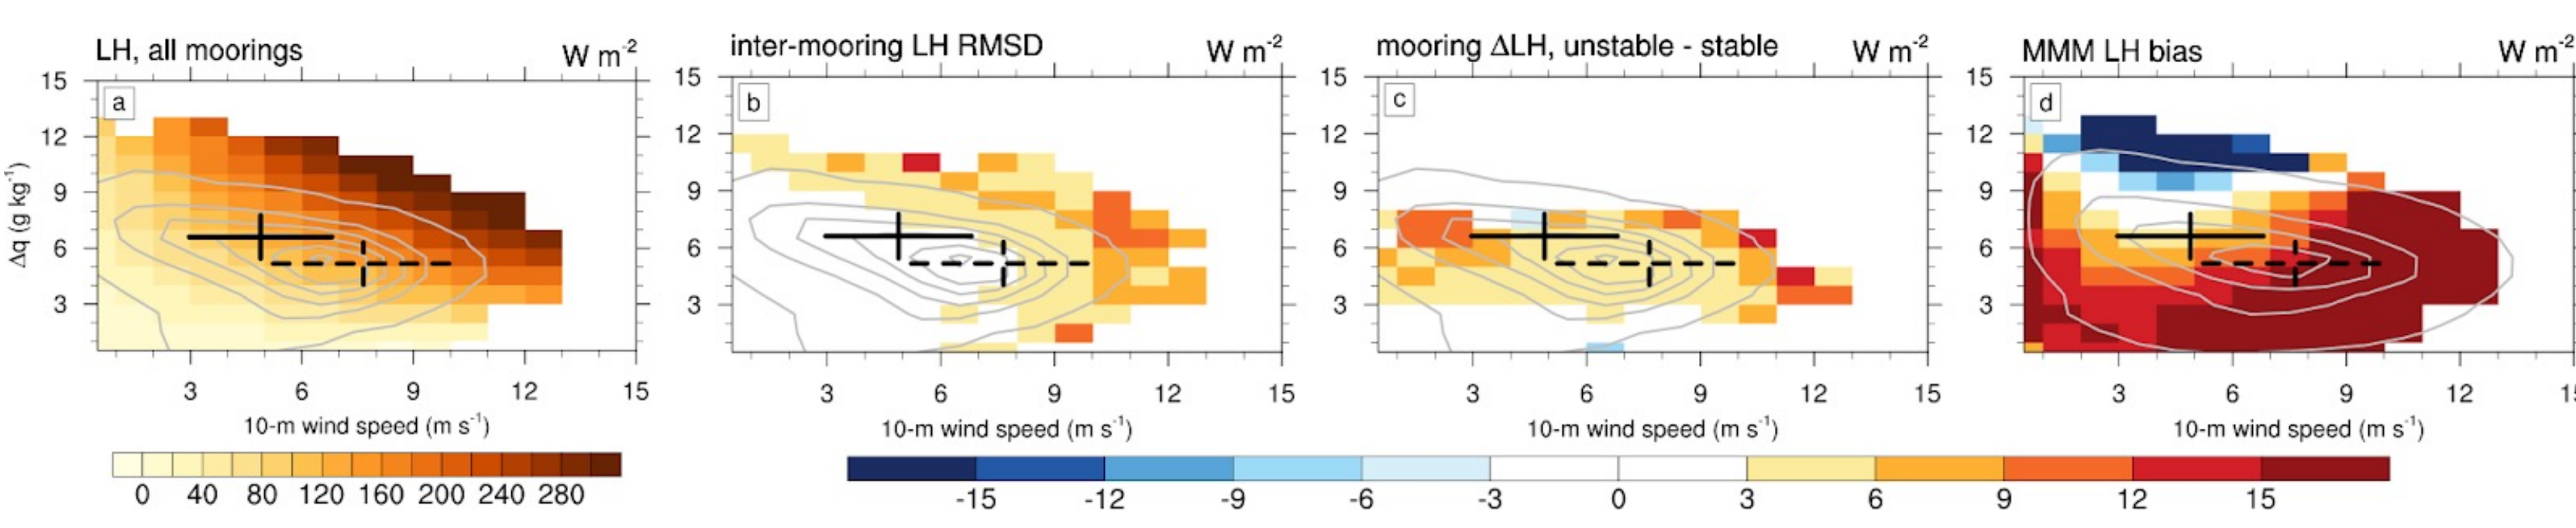 LH, all moorings W m-2
inter-mooring LH RMSD W m-2
mooring ΔLH, unstable - stable W m-2
MMM LH bias W m-2
a
b
c
d
15 12 9 6 3
Δq (g kg-1)
3 6 9 12 15
10-m wind speed (m s-1)
15 12 9 6 3
3 6 9 12 15
10-m wind speed (m s-1)
15 12 9 6 3
3 6 9 12 15
10-m wind speed (m s-1)
15 12 9 6 3
3 6 9 12
10-m wind speed (m s-1)
0 40 80 120 160 200 240 280
-15 -12 -9 -6 -3 0 3 6 9 12 15